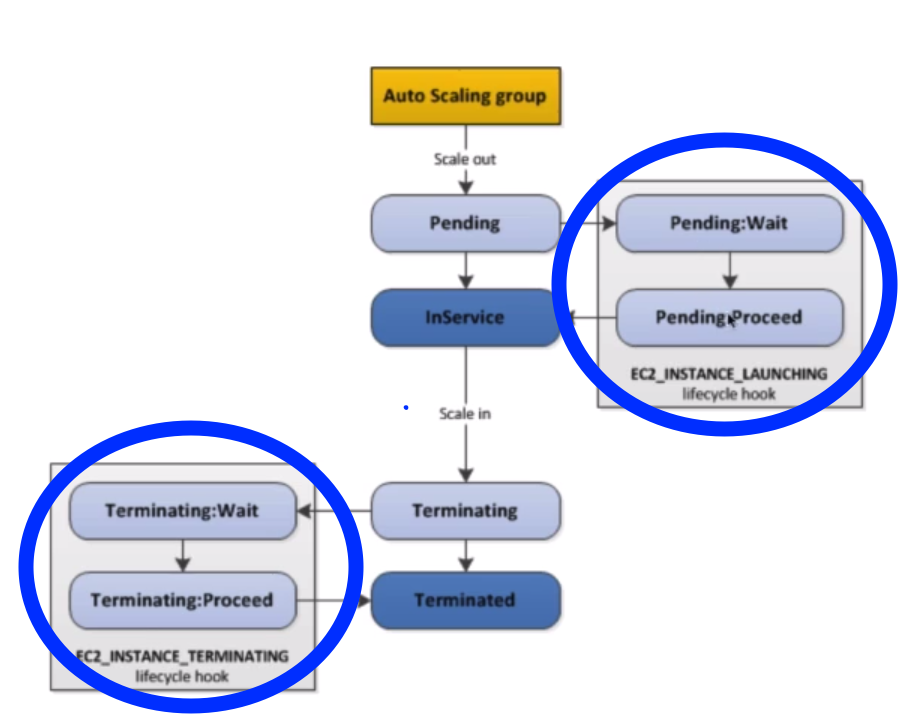 Auto Scaling group
Scale out
Pending
Pending:Wait
InService
Pending:Proceed
EC2_INSTANCE_LAUNCHING
lifecycle hook
Scale in
Terminating:Wait
Terminating
Terminating:Proceed
Terminated
EC2_INSTANCE_TERMINATING
lifecycle hook